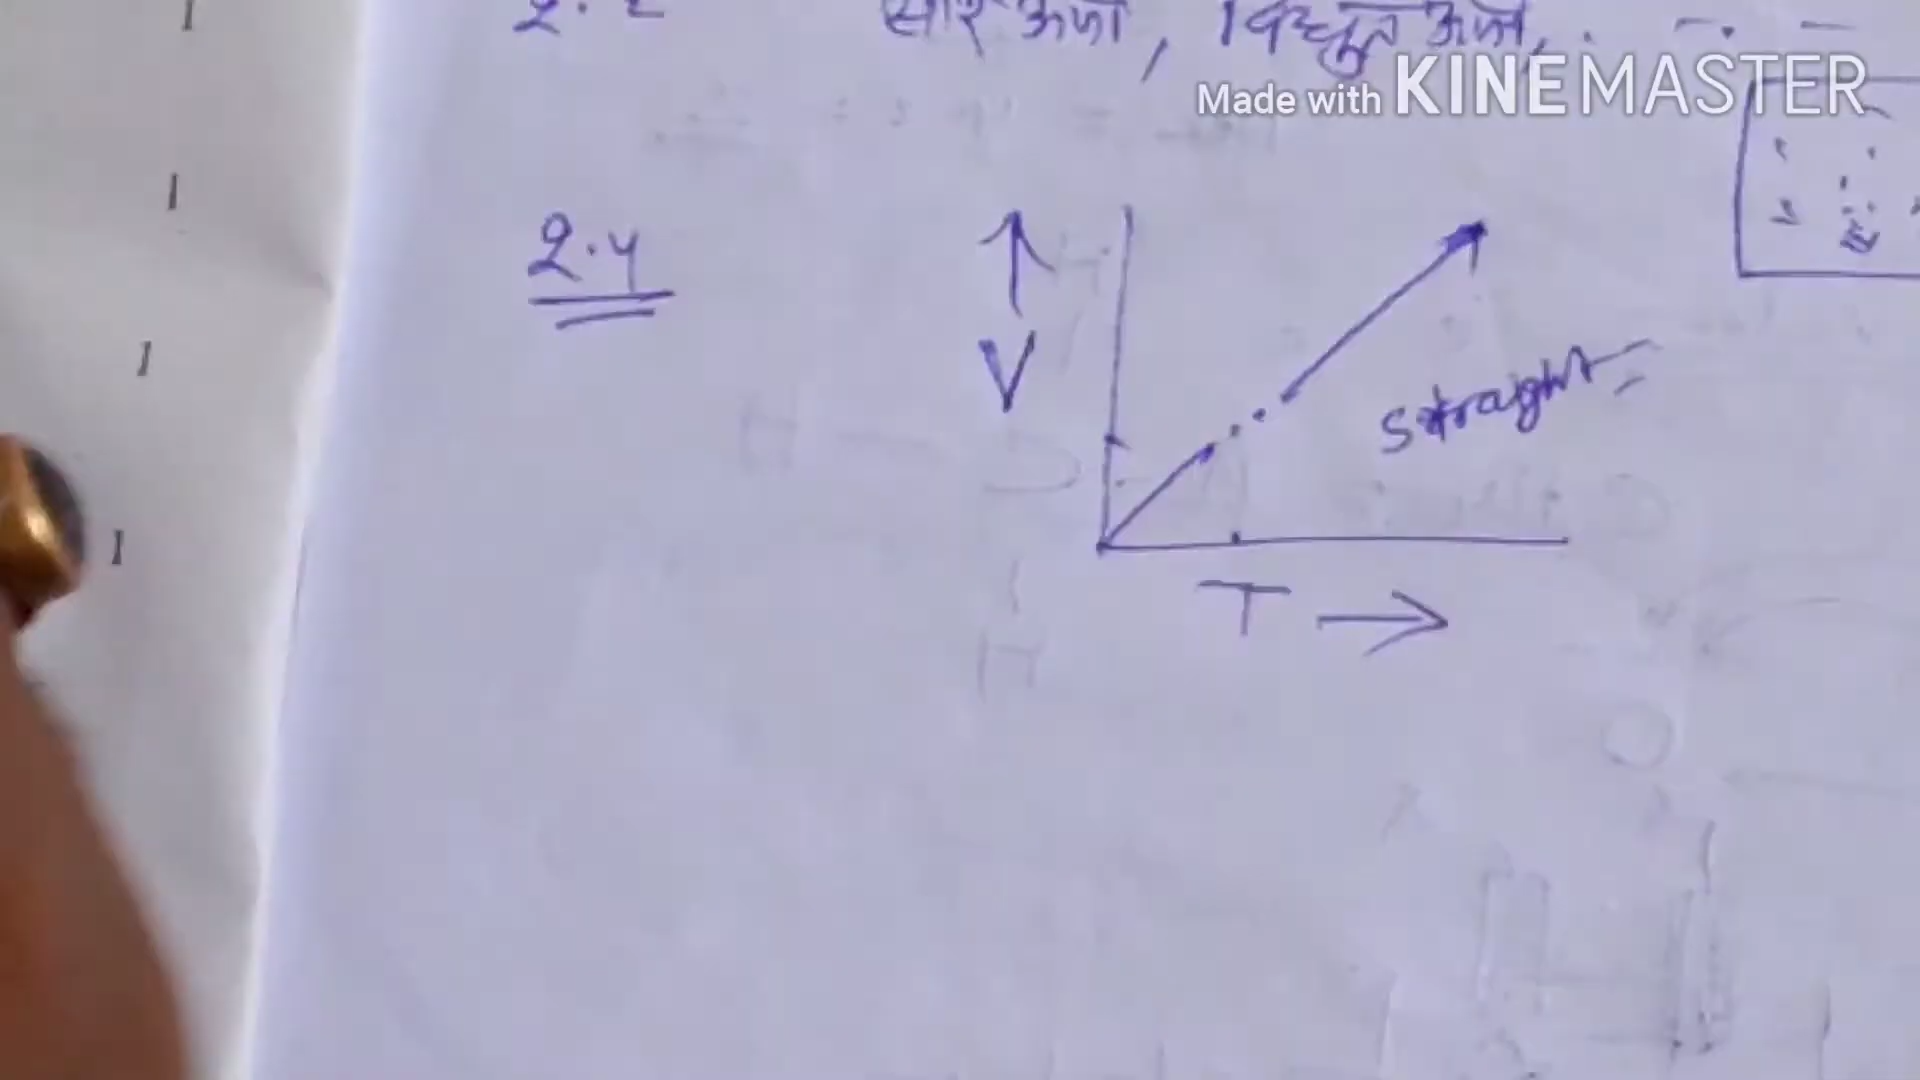 सौर ऊर्जा, विद्युत ऊर्जा,
Made with KINEMASTER
2.4
V
Straight
T